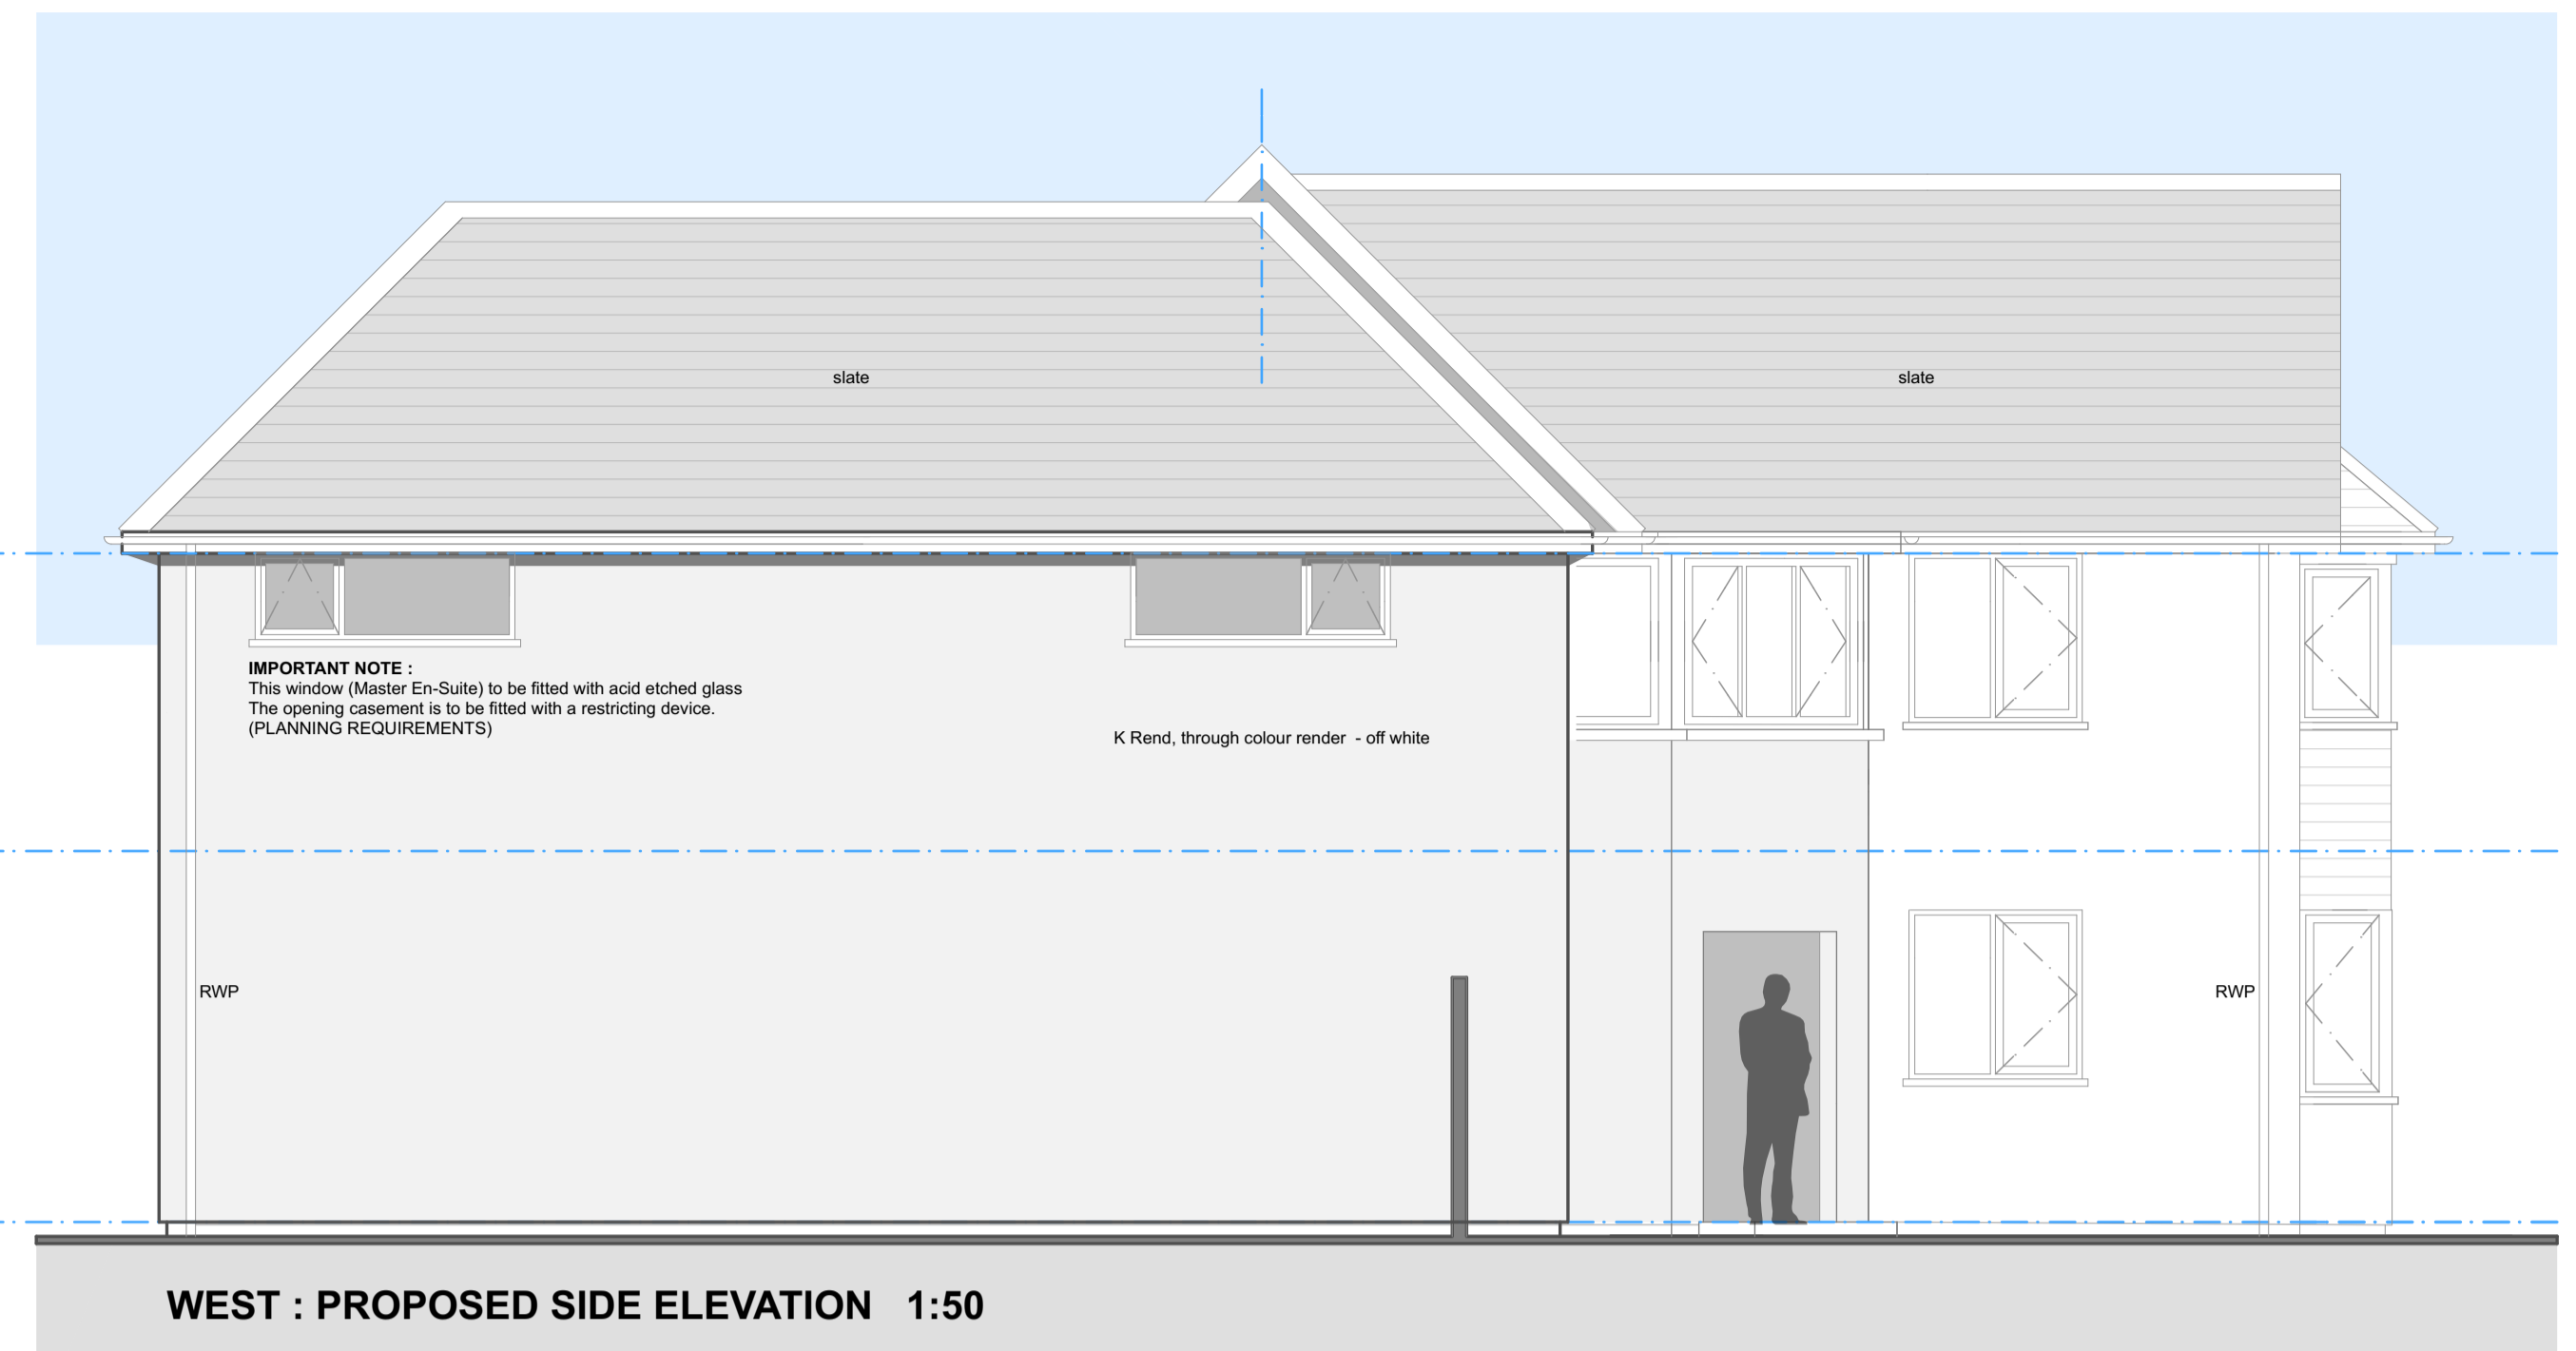 slate
slate
IMPORTANT NOTE :
This window (Master En-Suite) to be fitted with acid etched glass
The opening casement is to be fitted with a restricting device.
(PLANNING REQUIREMENTS)
K Rend, through colour render - off white
RWP
RWP
WEST : PROPOSED SIDE ELEVATION 1:50